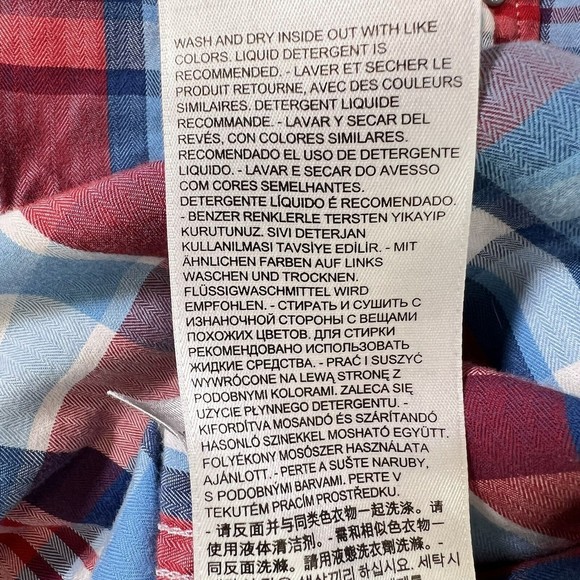 WASH AND DRY INSIDE OUT WITH LIKE
COLORS. LIQUID DETERGENT IS
RECOMMENDED. - LAVER ET SECHER LE
PRODUIT RETOURNE, AVEC DES COULEURS
SIMILAIRES. DETERGENT LIQUIDE
RECOMMANDE. - LAVAR Y SECAR DEL
REVÉS, CON COLORES SIMILARES.
RECOMENDADO EL USO DE DETERGENTE
LIQUIDO. - LAVAR E SECAR DO AVESSO
COM CORES SEMELHANTES.
DETERGENTE LÍQUIDO É RECOMENDADO.
- BENZER RENKLERLE TERSTEN YIKAYIP
KURUTUNUZ. SIVI DETERJAN
KULLANILMASI TAVSİYE EDİLİR. - MIT
ÄHNLICHEN FARBEN AUF LINKS
WASCHEN UND TROCKNEN.
FLÜSSIGWASCHMITTEL WIRD
EMPFOHLEN. - СТИРАТЬ И СУШИТЬ С
ИЗНАНОЧНОЙ СТОРОНЫ С ВЕЩАМИ
ПОХОЖИХ ЦВЕТОВ. ДЛЯ СТИРКИ
РЕКОМЕНДОВАНО ИСПОЛЬЗОВАНИЕ
ЖИДКИЕ СРЕДСТВА. - PRAĆ I SUSZYĆ
WYWRÓCONE NA LEWĄ STRONĘ Z
PODOBNYMI KOLORAMI. ZALECA SIĘ
UŻYCIE PŁYNNEGO DETERGENTU. -
KIFORDÍTVA MOSANDÓ ÉS SZÁRÍTANDÓ
HASONLÓ SZINEKKEL MOSHATÓ EGYÜTT.
FOLYÉKONY MOSÓSZER HASZNÁLATA
AJÁNLOTT. - PERTE A SUŠTE NARUBY,
S PODOBNÝMI BARVAMI. PERTE V
TEKUTÉM PRACÍM PROSTŘEDKU.
- 请反面并与同类色衣物一起洗涤。请
使用液体清洁剂。- 需和相似色衣物
同反面洗滌。請用液態洗衣劑洗滌。